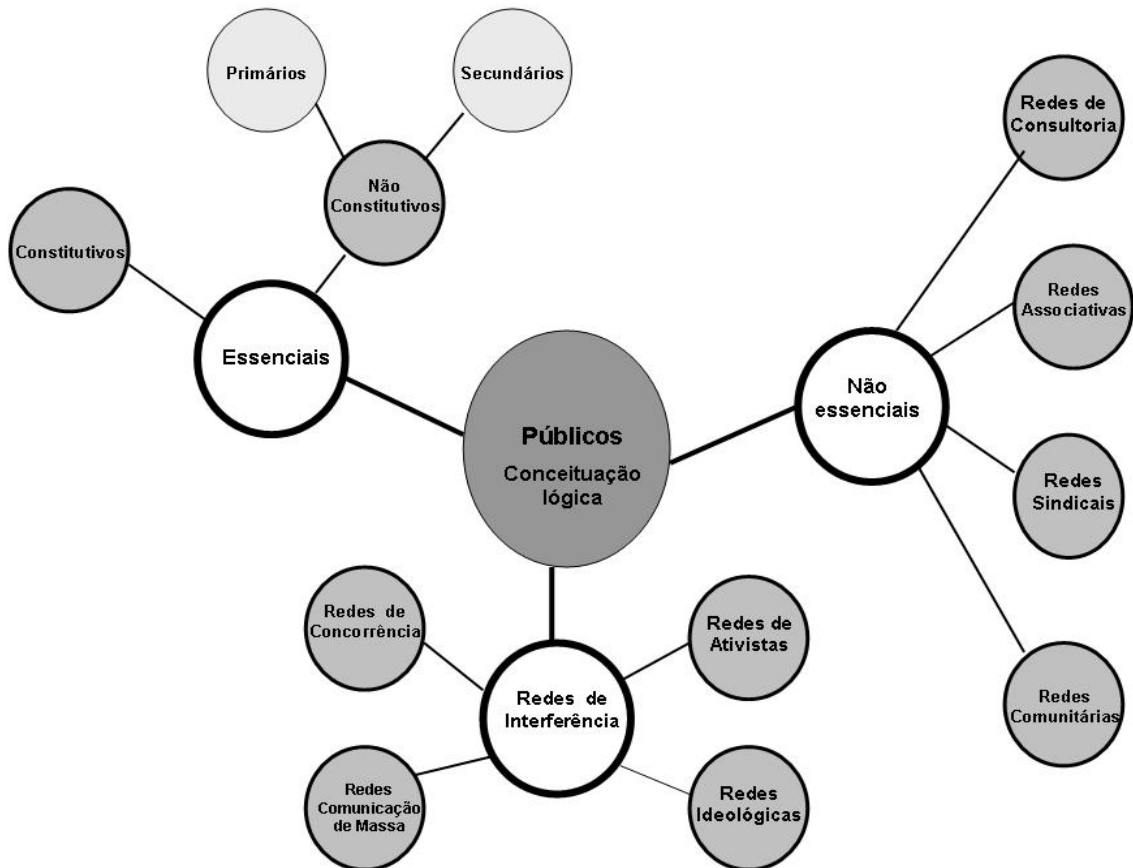 Primários
Secundários
Não
Constitutivos
Constitutivos
Essenciais
Públicos
Conceituação
lógica
Não
essenciais
Redes de
Consultoria
Redes
Associativas
Redes
Sindicais
Redes
Comunitárias
Redes de
Interferência
Redes de
Concorrência
Redes de
Ativistas
Redes
Comunicação
de Massa
Redes
Ideológicas